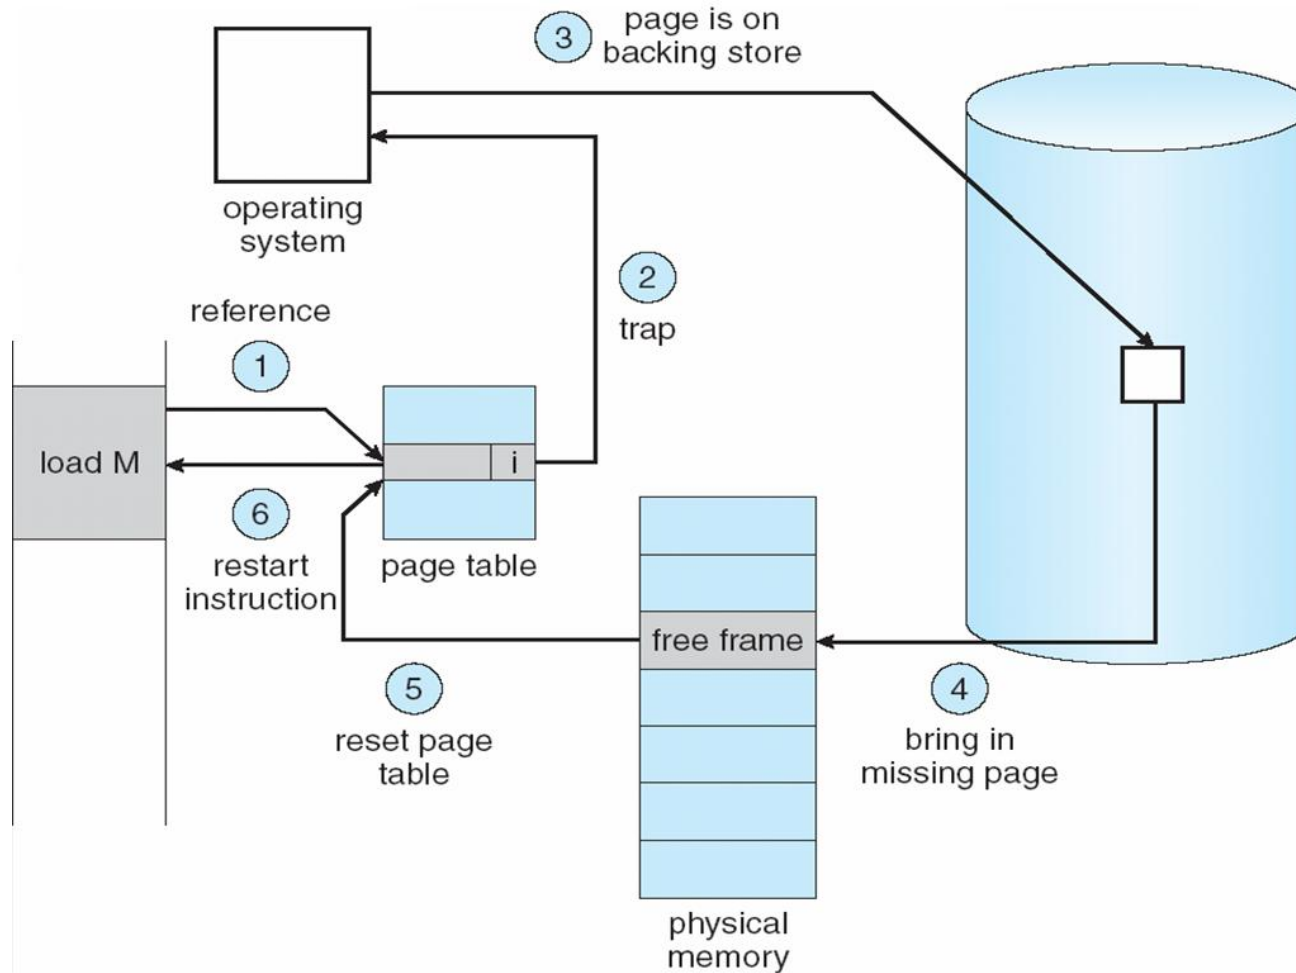 3
page is on
backing store
operating
system
2
trap
reference
1
load M
i
6
restart
instruction
page table
free frame
5
reset page
table
4
bring in
missing page
physical
memory